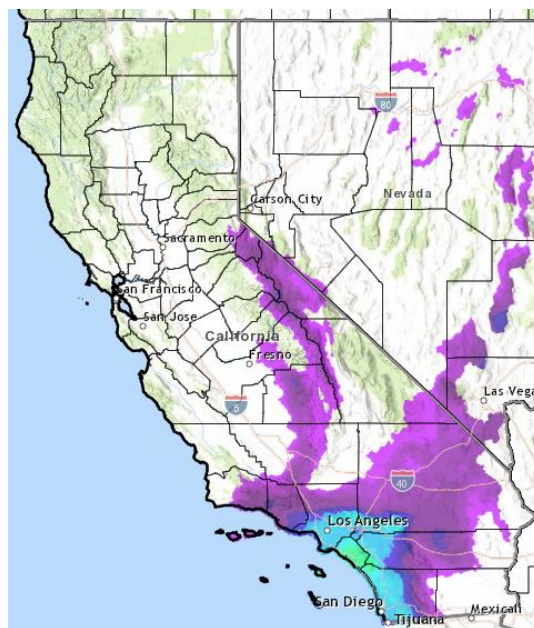 80
Nevada
Carson City
Sacramento
San Francisco
San Jose
California
Fresno
5
Las Vega
40
Los Angeles
San Diego
Mexicali
Tijuana